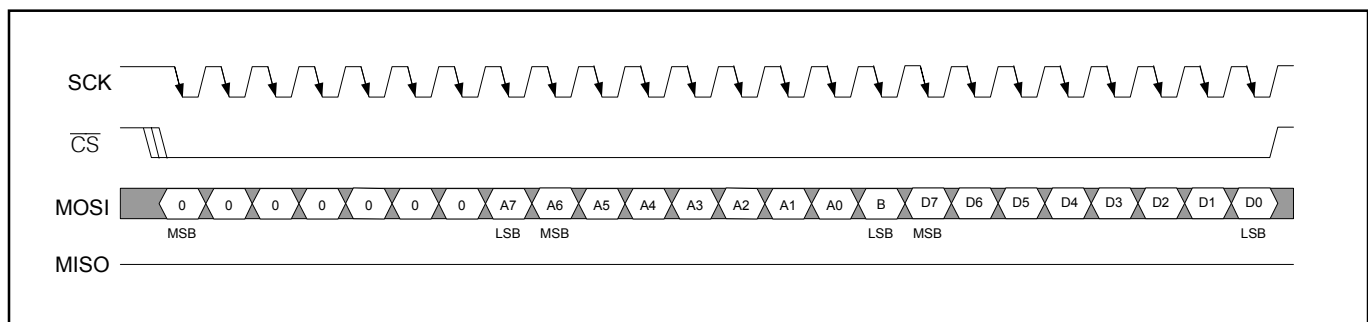 SCK
C̅S̅
MOSI 0 0 0 0 0 0 0 A7 A6 A5 A4 A3 A2 A1 A0 B D7 D6 D5 D4 D3 D2 D1 D0
MSB LSB MSB LSB MSB LSB
MISO